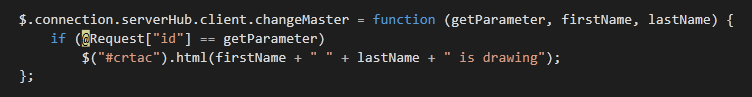 $.connection.serverHub.client.changeMaster = function (getParameter, firstName, lastName) {
    if (@Request["id"] == getParameter)
        $("#crtac").html(firstName + " " + lastName + " is drawing");
};